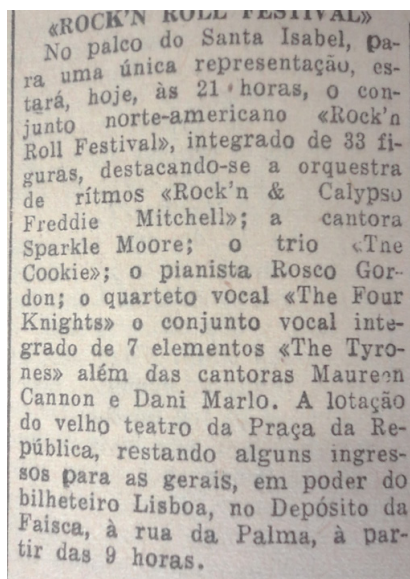 «ROCK'N ROLL FESTIVAL»
No palco do Santa Isabel, pa-
ra uma única representação, es-
tará, hoje, às 21 horas, o con-
junto norte-americano «Rock'n
Roll Festival», integrado de 33 fi-
guras, destacando-se a orquestra
de rítmos «Rock'n & Calypso
Freddie Mitchell»; a cantora
Sparkle Moore; o trio «Tne
Cookie»; o pianista Rosco Gor-
don; o quarteto vocal «The Four
Knights» o conjunto vocal inte-
grado de 7 elementos «The Tyro-
nes» além das cantoras Maureen
Cannon e Dani Marlo. A lotação
do velho teatro da Praça da Re-
pública, restando alguns ingres-
sos para as gerais, em poder do
bilheteiro Lisboa, no Depósito da
Faisca, à rua da Palma, à par-
tir das 9 horas.